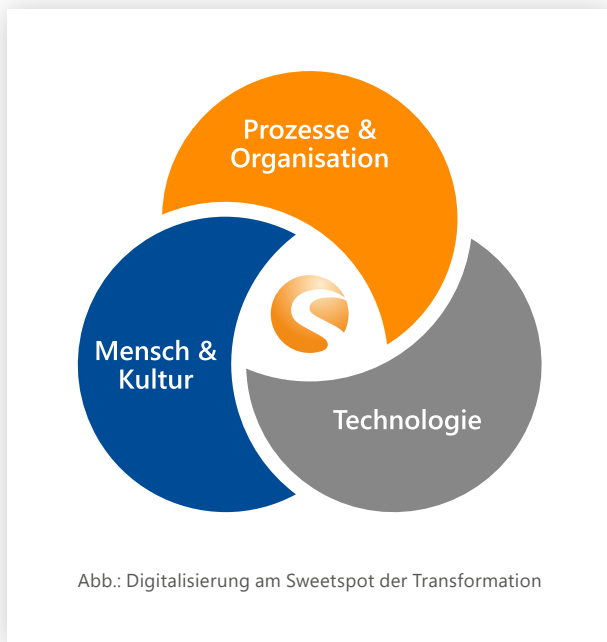 Prozesse &
Organisation
Mensch &
Kultur
Technologie
Abb.: Digitalisierung am Sweetspot der Transformation